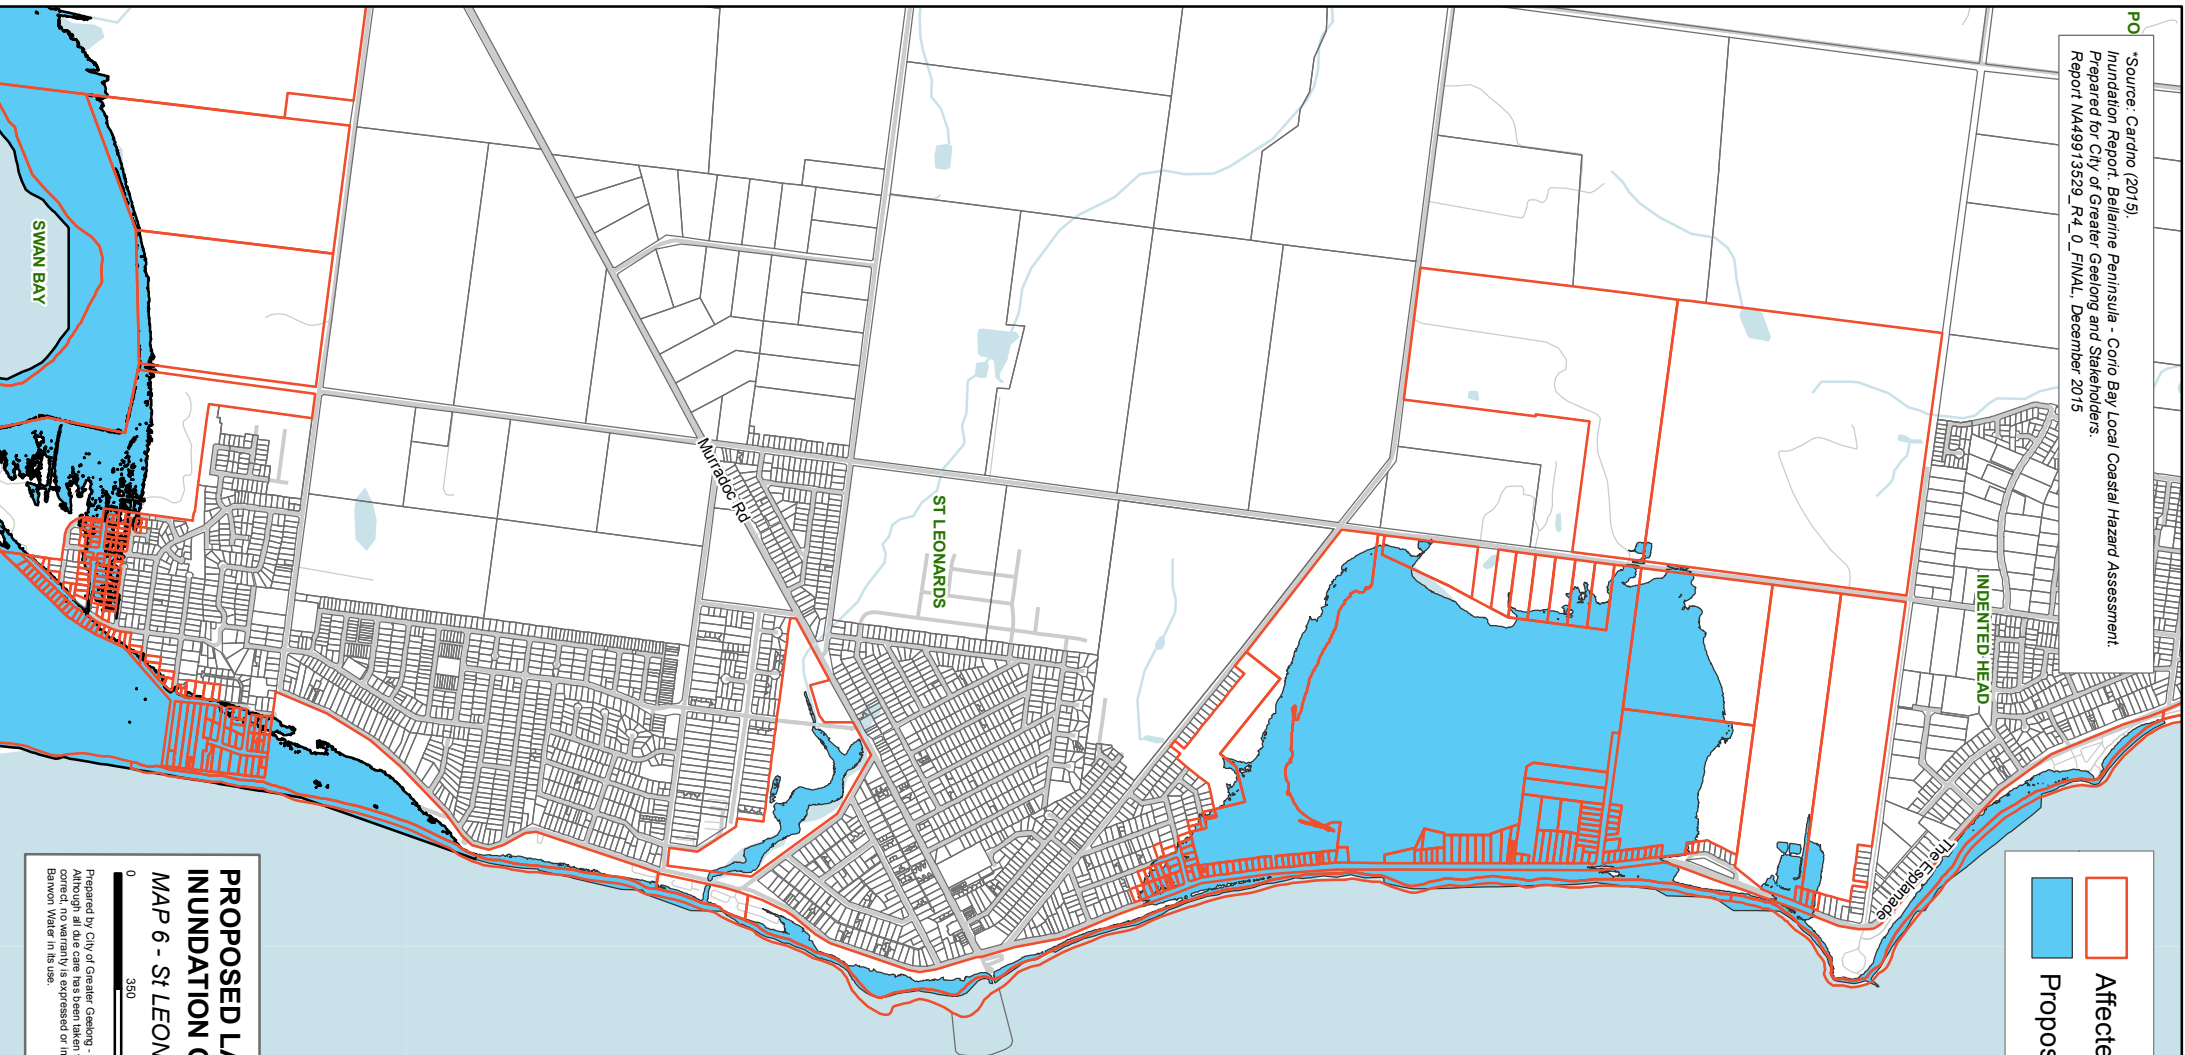 PO
*Source: Cardno (2015).
Inundation Report. Bellarine Peninsula - Corio Bay Local Coastal Hazard Assessment.
Prepared for City of Greater Geelong and Stakeholders.
Report NA49913529_R4_0_FINAL, December 2015
INDENTED HEAD
The Esplanade
Affecte
Propos
ST LEONARDS
Murradoc Rd
SWAN BAY
PROPOSED LA
INUNDATION O
MAP 6 - St LEON
0 350
Prepared by City of Greater Geelong -
Although all due care has been taken
correct, no warranty is expressed or im
Barwon Water in its use.